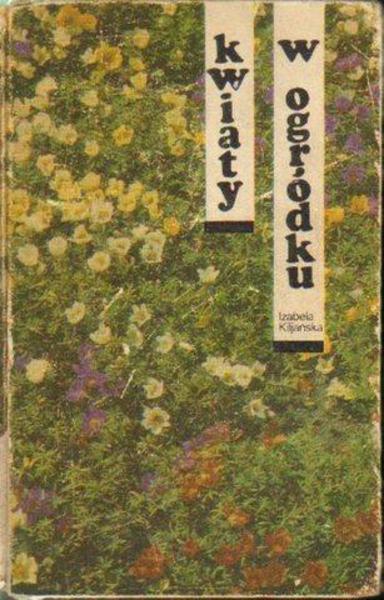 kwiaty
w ogródku
Izabela
Kiljańska